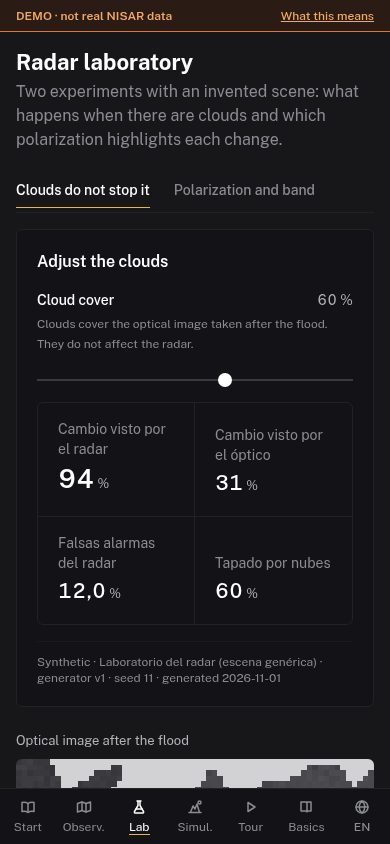 DEMO · not real NISAR data
What this means
Radar laboratory
Two experiments with an invented scene: what
happens when there are clouds and which
polarization highlights each change.
Clouds do not stop it
Polarization and band
Adjust the clouds
Cloud cover
60 %
Clouds cover the optical image taken after the flood.
They do not affect the radar.
Cambio visto por
el radar
94 %
Cambio visto por
el óptico
31 %
Falsas alarmas
del radar
12,0 %
Tapado por nubes
60 %
Synthetic · Laboratorio del radar (escena genérica) ·
generator v1 · seed 11 · generated 2026-11-01
Optical image after the flood
Start
Observ.
Lab
Simul.
Tour
Basics
EN